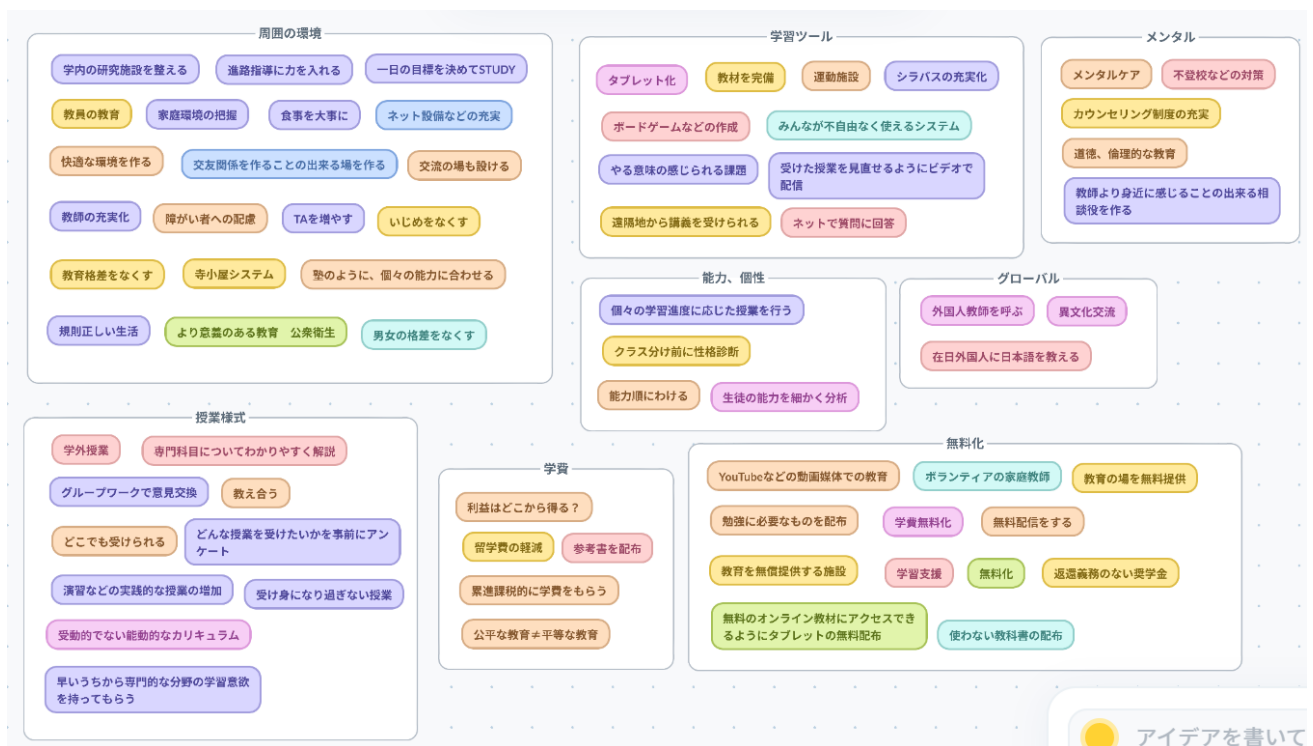 周囲の環境
学内の研究施設を整える
進路指導に力を入れる
一日の目標を決めてSTUDY
教員の教育
家庭環境の把握
食事を大事に
ネット設備などの充実
快適な環境を作る
交友関係を作ることの出来る場を作る
交流の場も設ける
教師の充実化
障がい者への配慮
TAを増やす
いじめをなくす
教育格差をなくす
寺小屋システム
塾のように、個々の能力に合わせる
規則正しい生活
より意義のある教育　公衆衛生
男女の格差をなくす
学習ツール
タブレット化
教材を完備
運動施設
シラバスの充実化
ボードゲームなどの作成
みんなが不自由なく使えるシステム
やる意味の感じられる課題
受けた授業を見直せるようにビデオで
配信
遠隔地から講義を受けられる
ネットで質問に回答
メンタル
メンタルケア
不登校などの対策
カウンセリング制度の充実
道徳、倫理的な教育
教師より身近に感じることの出来る相
談役を作る
能力、個性
個々の学習進度に応じた授業を行う
クラス分け前に性格診断
能力順にわける
生徒の能力を細かく分析
グローバル
外国人教師を呼ぶ
異文化交流
在日外国人に日本語を教える
授業様式
学外授業
専門科目についてわかりやすく解説
グループワークで意見交換
教え合う
どこでも受けられる
どんな授業を受けたいかを事前にアン
ケート
演習などの実践的な授業の増加
受け身になり過ぎない授業
受動的でない能動的なカリキュラム
早いうちから専門的な分野の学習意欲
を持ってもらう
学費
利益はどこから得る？
留学費の軽減
参考書を配布
累進課税的に学費をもらう
公平な教育≠平等な教育
無料化
YouTubeなどの動画媒体での教育
ボランティアの家庭教師
教育の場を無料提供
勉強に必要なものを配布
学費無料化
無料配信をする
教育を無償提供する施設
学習支援
無料化
返還義務のない奨学金
無料のオンライン教材にアクセスでき
るようにタブレットの無料配布
使わない教科書の配布
アイデアを書いて